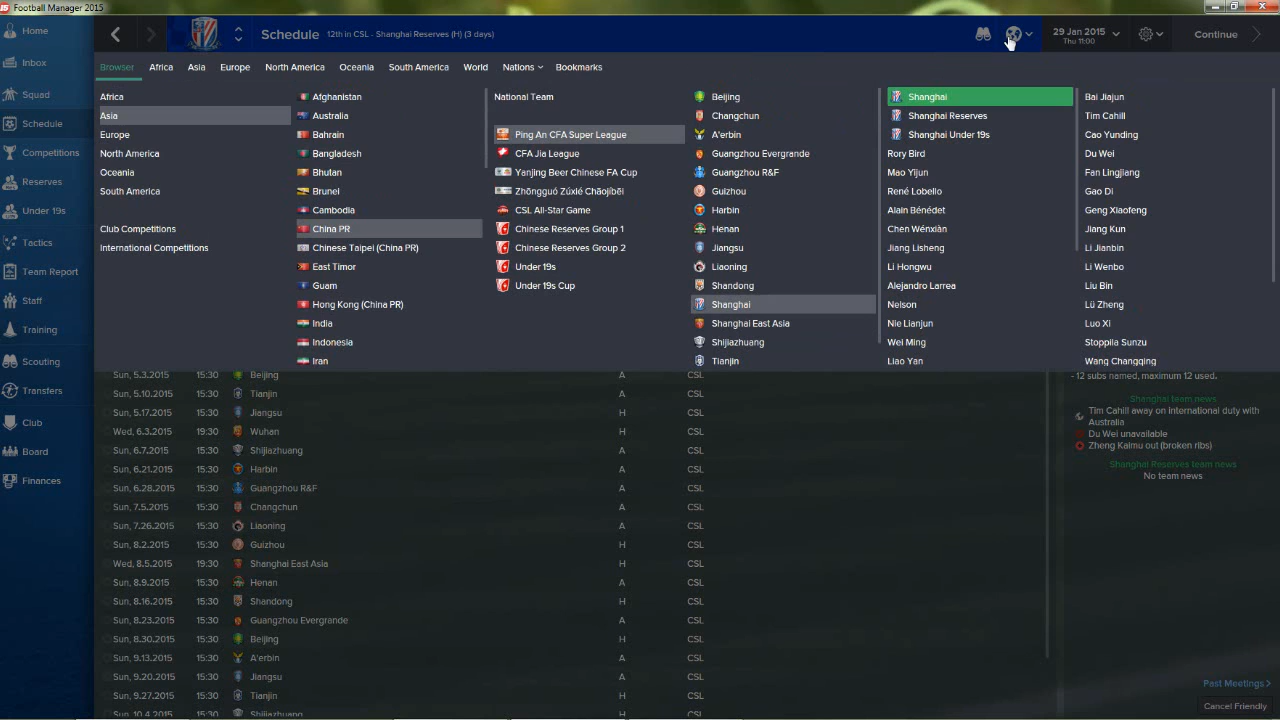 Football Manager 2015
Home
Inbox
Squad
Schedule
Competitions
Reserves
Under 19s
Tactics
Team Report
Staff
Training
Scouting
Transfers
Club
Board
Finances
Schedule 12th in CSL - Shanghai Reserves (H) (3 days)
29 Jan 2015
Thu 11:00
Continue
Browser Africa Asia Europe North America Oceania South America World Nations Bookmarks
Africa
Asia
Europe
North America
Oceania
South America
Club Competitions
International Competitions
Afghanistan
Australia
Bahrain
Bangladesh
Bhutan
Brunei
Cambodia
China PR
Chinese Taipei (China PR)
East Timor
Guam
Hong Kong (China PR)
India
Indonesia
Iran
National Team
Ping An CFA Super League
CFA Jia League
Yanjing Beer Chinese FA Cup
Zhōngguó Zúxié Chāojíbēi
CSL All-Star Game
Chinese Reserves Group 1
Chinese Reserves Group 2
Under 19s
Under 19s Cup
Beijing
Changchun
A'erbin
Guangzhou Evergrande
Guangzhou R&F
Guizhou
Harbin
Henan
Jiangsu
Liaoning
Shandong
Shanghai
Shanghai East Asia
Shijiazhuang
Tianjin
Shanghai
Shanghai Reserves
Shanghai Under 19s
Rory Bird
Mao Yijun
René Lobello
Alain Bénédet
Chen Wénxiàn
Jiang Lisheng
Li Hongwu
Alejandro Larrea
Nelson
Nie Lianjun
Wei Ming
Liao Yan
Bai Jiajun
Tim Cahill
Cao Yunding
Du Wei
Fan Lingjiang
Gao Di
Geng Xiaofeng
Jiang Kun
Li Jianbin
Li Wenbo
Liu Bin
Lü Zheng
Luo Xi
Stoppila Sunzu
Wang Changqing
Sun, 5.3.2015 15:30 Beijing A CSL
Sun, 5.10.2015 15:30 Tianjin A CSL
Sun, 5.17.2015 15:30 Jiangsu H CSL
Wed, 6.3.2015 19:30 Wuhan H CSL
Sun, 6.7.2015 15:30 Shijiazhuang A CSL
Sun, 6.21.2015 15:30 Harbin H CSL
Sun, 6.28.2015 15:30 Guangzhou R&F A CSL
Sun, 7.5.2015 15:30 Changchun A CSL
Sun, 7.26.2015 15:30 Liaoning H CSL
Sun, 8.2.2015 15:30 Guizhou H CSL
Wed, 8.5.2015 19:30 Shanghai East Asia H CSL
Sun, 8.9.2015 15:30 Henan A CSL
Sun, 8.16.2015 15:30 Shandong H CSL
Sun, 8.23.2015 15:30 Guangzhou Evergrande A CSL
Sun, 8.30.2015 15:30 Beijing H CSL
Sun, 9.13.2015 15:30 A'erbin A CSL
Sun, 9.20.2015 15:30 Jiangsu A CSL
Sun, 9.27.2015 15:30 Tianjin H CSL
Sun, 10.4.2015 15:30 Shijiazhuang H CSL
- 12 subs named, maximum 12 used.
Shanghai team news
Tim Cahill away on international duty with
Australia
Du Wei unavailable
Zheng Kaimu out (broken ribs)
Shanghai Reserves team news
No team news
Past Meetings >
Cancel Friendly